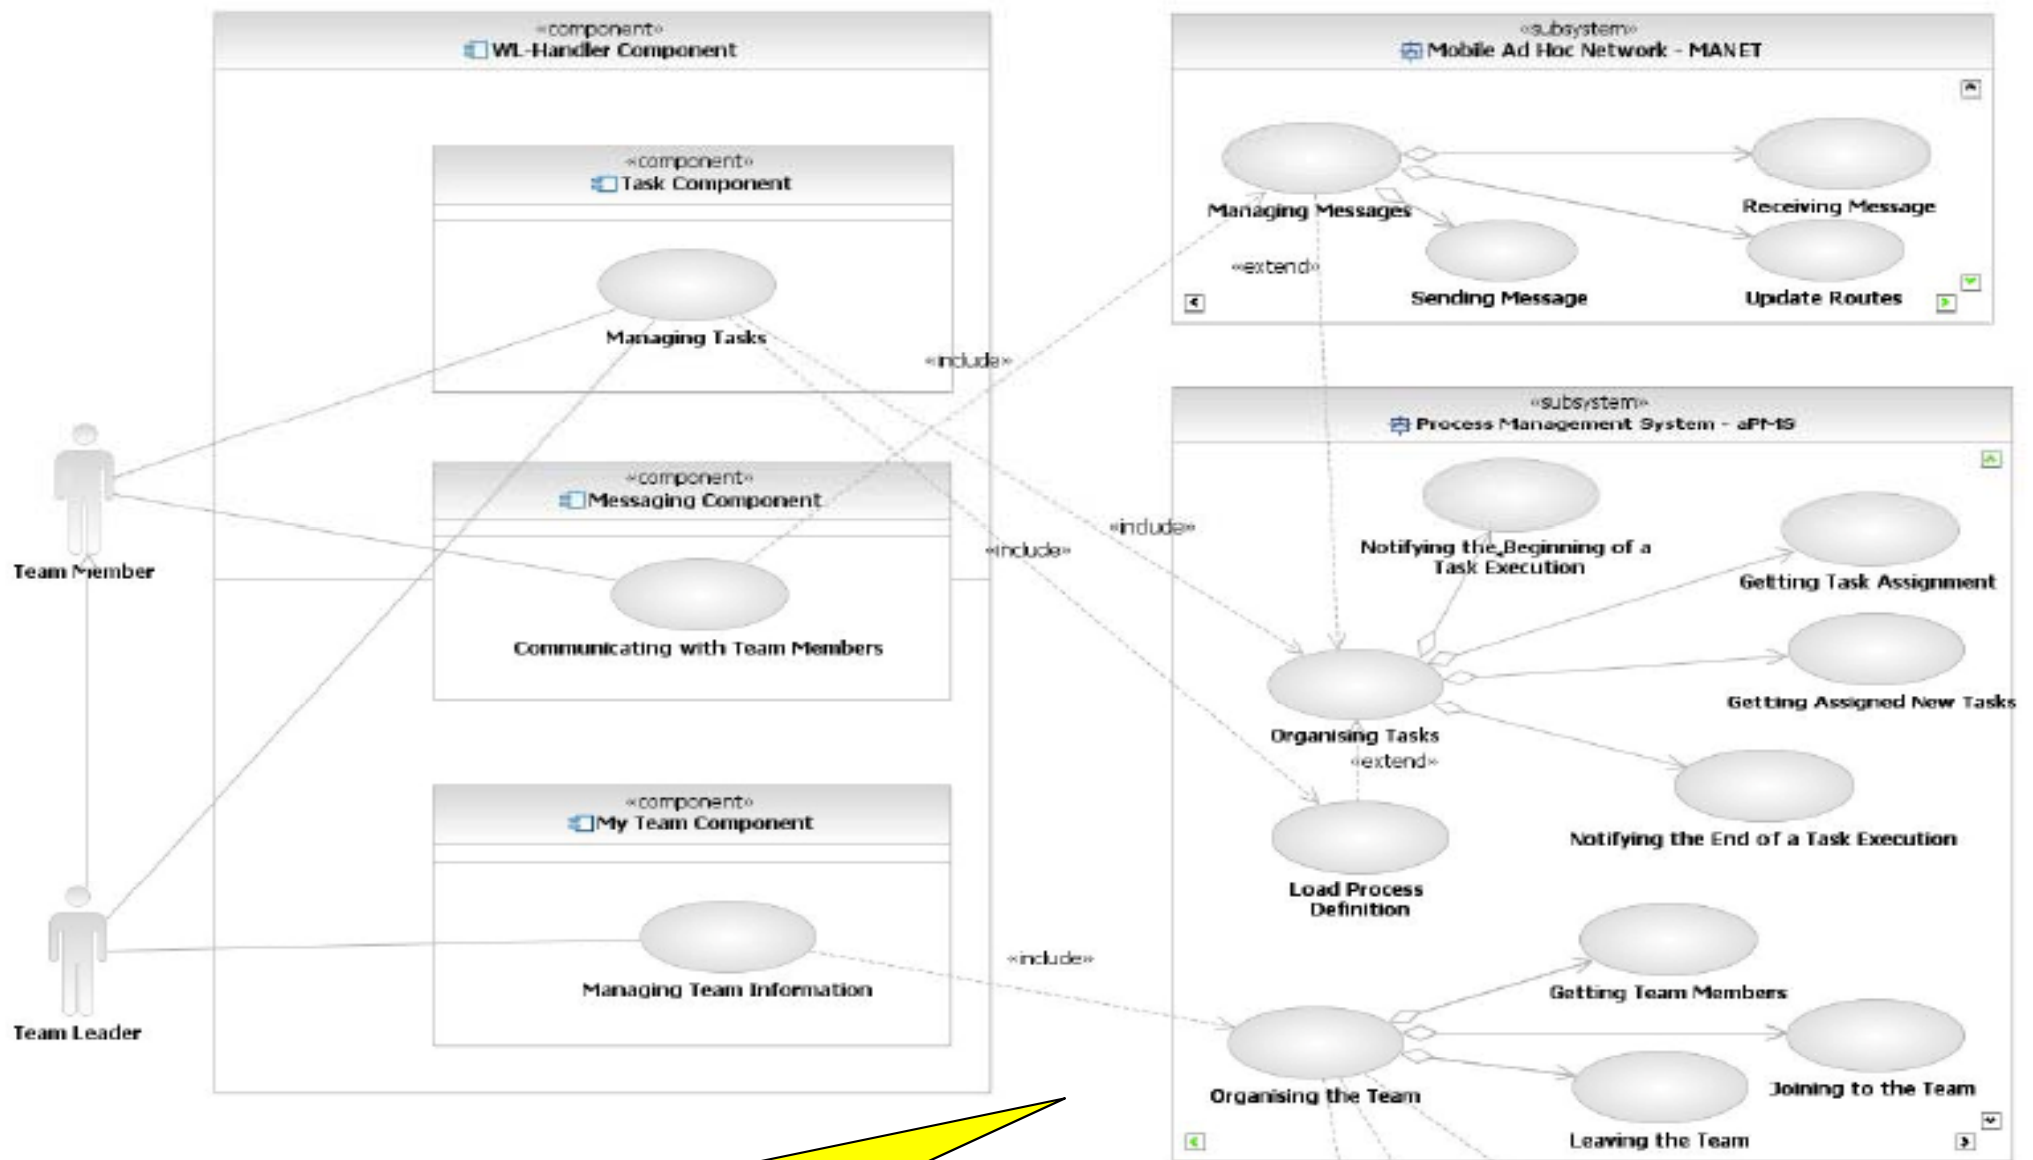 «component»
WL-Handler Component
«component»
Task Component
Managing Tasks
«include»
«component»
Messaging Component
«include»
«include»
Communicating with Team Members
Team Member
«component»
My Team Component
Managing Team Information
«include»
Team Leader
«subsystem»
Mobile Ad Hoc Network - MANET
Managing Messages
Receiving Message
«extend»
Sending Message
Update Routes
«subsystem»
Process Management System - aPMS
Notifying the Beginning of a
Task Execution
Getting Task Assignment
Getting Assigned New Tasks
Organising Tasks
«extend»
Notifying the End of a Task Execution
Load Process
Definition
Getting Team Members
Organising the Team
Joining to the Team
Leaving the Team